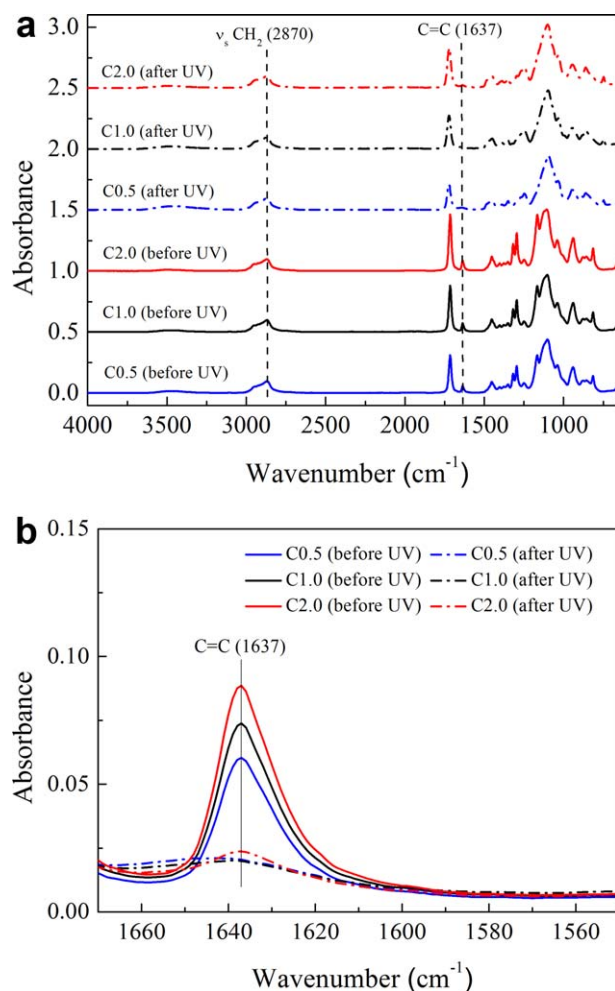 a
νs CH2 (2870)
C=C (1637)
3.0
2.5
2.0
1.5
1.0
0.5
0.0
Absorbance
C2.0 (after UV)
C1.0 (after UV)
C0.5 (after UV)
C2.0 (before UV)
C1.0 (before UV)
C0.5 (before UV)
4000 3500 3000 2500 2000 1500 1000
Wavenumber (cm-1)
b
0.15
0.10
0.05
0.00
Absorbance
C0.5 (before UV) C0.5 (after UV)
C1.0 (before UV) C1.0 (after UV)
C2.0 (before UV) C2.0 (after UV)
C=C (1637)
1660 1640 1620 1600 1580 1560
Wavenumber (cm-1)